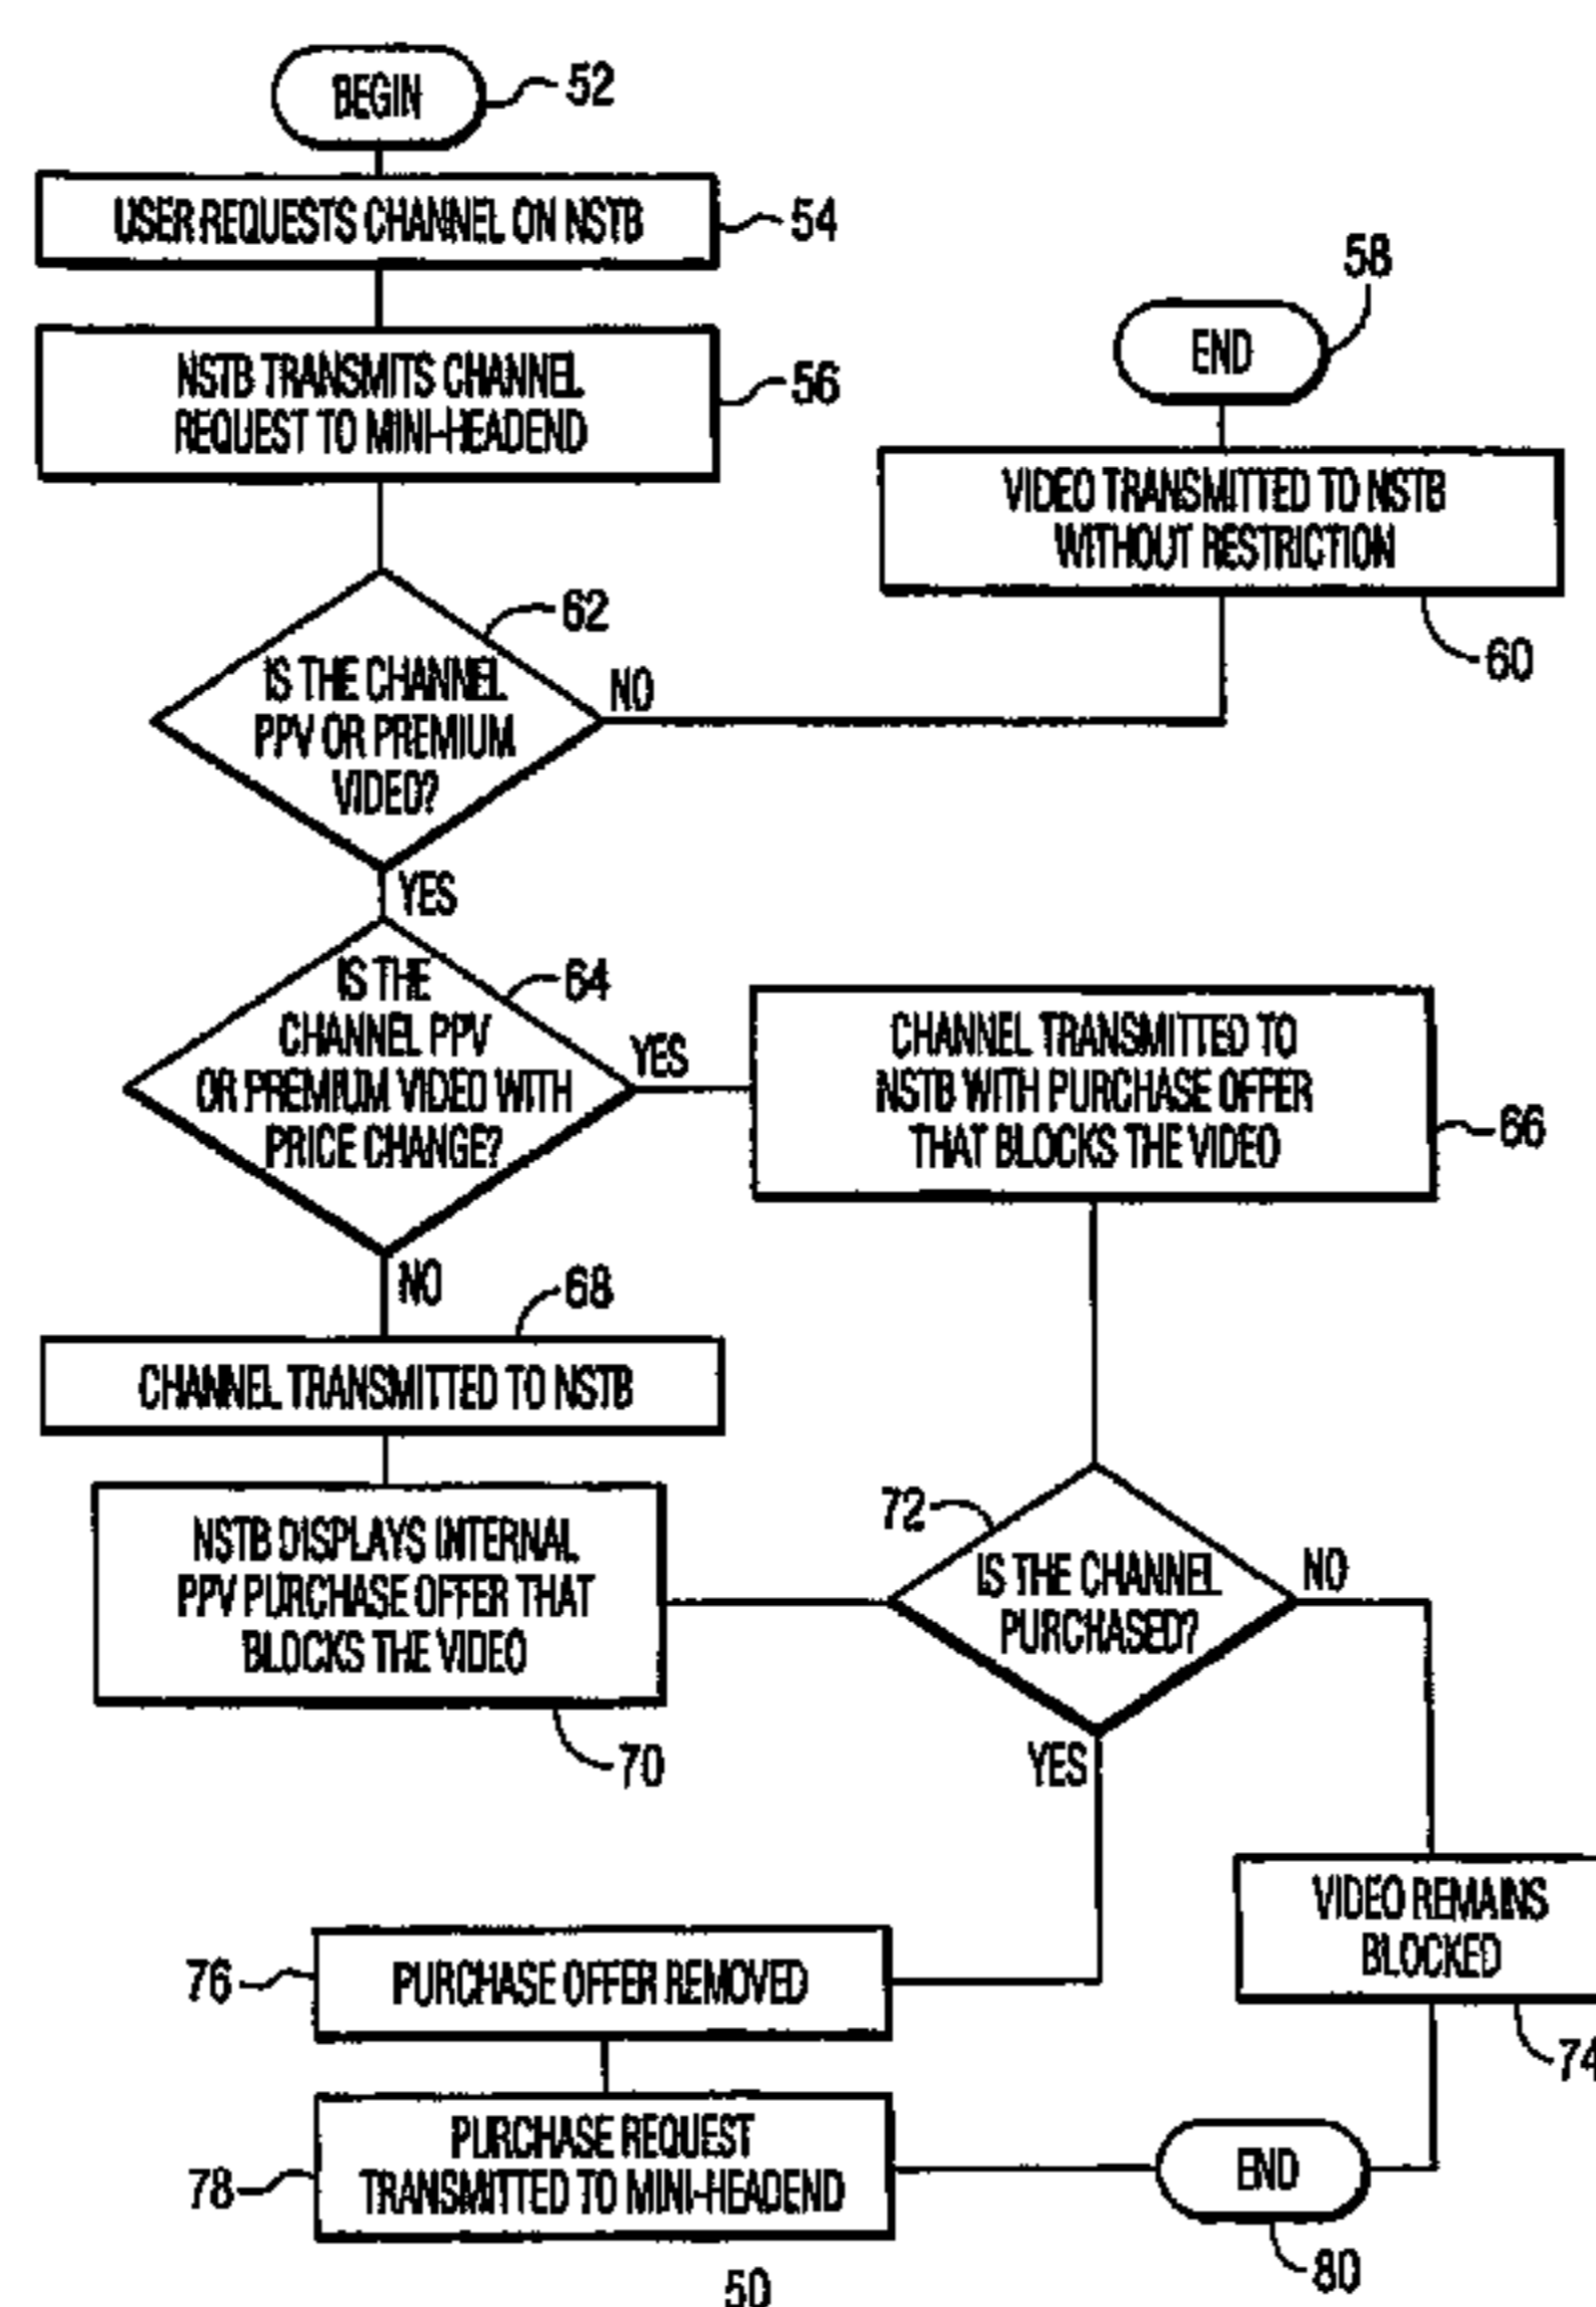 BEGIN
52
USER REQUESTS CHANNEL ON NSTB
54
58
END
NSTB TRANSMITS CHANNEL
REQUEST TO MINI-HEADEND
56
VIDEO TRANSMITTED TO NSTB
WITHOUT RESTRICTION
60
62
IS THE CHANNEL
PPV OR PREMIUM
VIDEO?
NO
YES
64
IS THE
CHANNEL PPV
OR PREMIUM VIDEO WITH
PRICE CHANGE?
YES
CHANNEL TRANSMITTED TO
NSTB WITH PURCHASE OFFER
THAT BLOCKS THE VIDEO
66
NO
68
CHANNEL TRANSMITTED TO NSTB
NSTB DISPLAYS INTERNAL
PPV PURCHASE OFFER THAT
BLOCKS THE VIDEO
70
72
IS THE CHANNEL
PURCHASED?
NO
YES
VIDEO REMAINS
BLOCKED
74
76
PURCHASE OFFER REMOVED
78
PURCHASE REQUEST
TRANSMITTED TO MINI-HEADEND
END
80
50